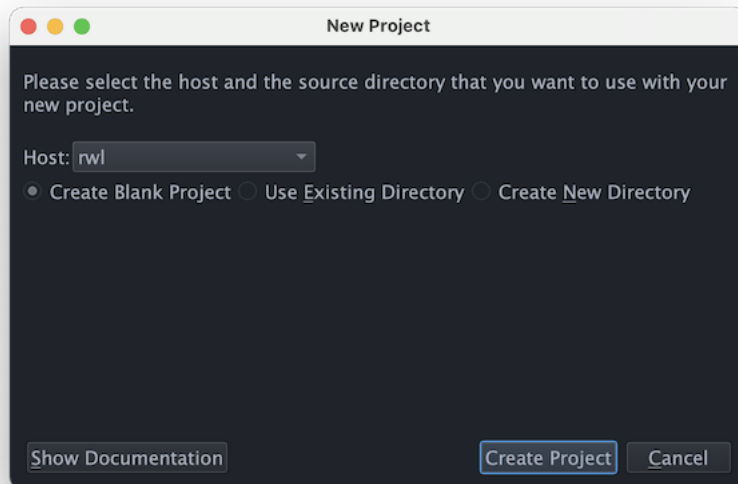 New Project
Please select the host and the source directory that you want to use with your
new project.
Host: rwl
Create Blank Project Use Existing Directory Create New Directory
Show Documentation Create Project Cancel